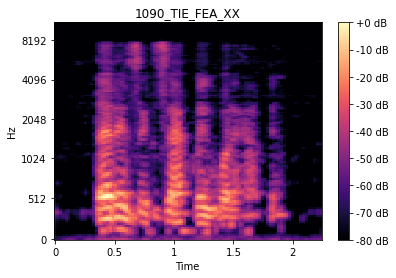 1090_TIE_FEA_XX
8192
4096
2048
1024
512
0
Hz
0
0.5
1
1.5
2
Time
+0 dB
-10 dB
-20 dB
-30 dB
-40 dB
-50 dB
-60 dB
-70 dB
-80 dB